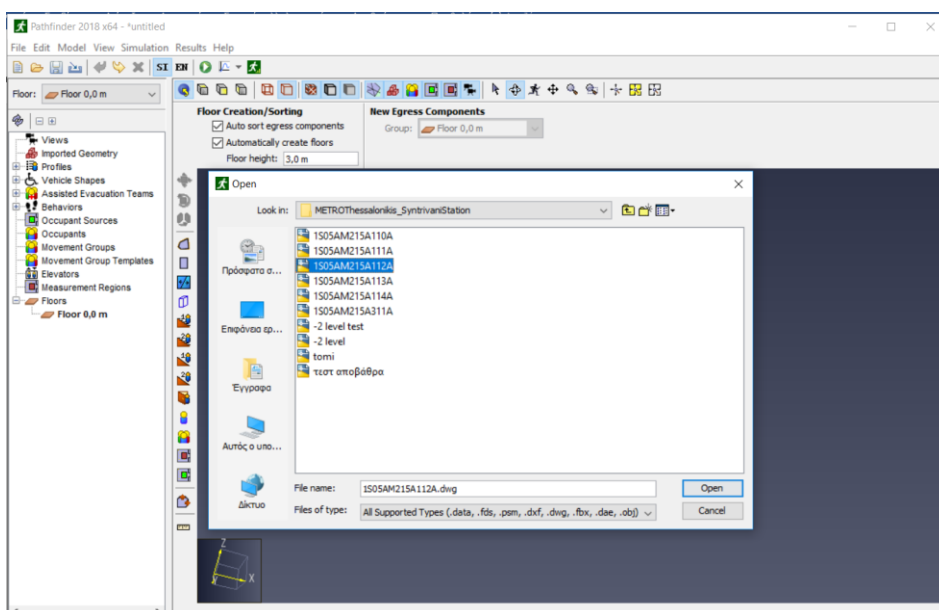 Pathfinder 2018 x64 - *untitled
File Edit Model View Simulation Results Help
SI EN
Floor: Floor 0,0 m
Floor Creation/Sorting
Auto sort egress components
Automatically create floors
Floor height: 3,0 m
New Egress Components
Group: Floor 0,0 m
Views
Imported Geometry
Profiles
Vehicle Shapes
Assisted Evacuation Teams
Behaviors
Occupant Sources
Occupants
Movement Groups
Movement Group Templates
Elevators
Measurement Regions
Floors
Floor 0,0 m
Open
Look in: METROThessalonikis_SyntrivaniStation
Πρόσφατα σ...
Επιφάνεια ερ...
Έγγραφα
Αυτός ο υπο...
Δίκτυο
1S05AM215A110A
1S05AM215A111A
1S05AM215A112A
1S05AM215A113A
1S05AM215A114A
1S05AM215A311A
-2 level test
-2 level
tomi
τεστ αποβάθρα
File name: 1S05AM215A112A.dwg
Open
Files of type: All Supported Types (.data, .fds, .psm, .dxf, .dwg, .fbx, .dae, .obj)
Cancel
Z
Y X